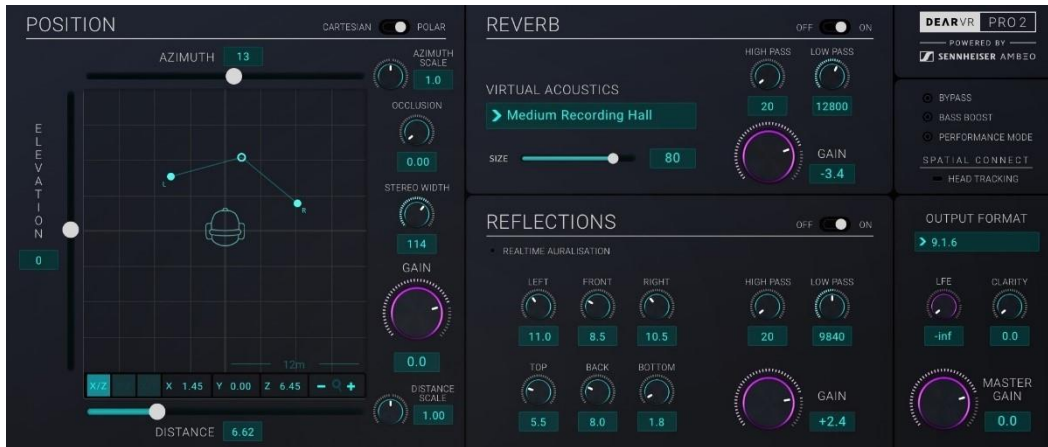 POSITION
CARTESIAN POLAR
AZIMUTH 13
AZIMUTH
SCALE
1.0
OCCLUSION
0.00
ELEVATION
0
L
R
STEREO WIDTH
114
GAIN
0.0
12m
X/Z X 1.45 Y 0.00 Z 6.45 - +
DISTANCE
SCALE
1.00
DISTANCE 6.62
REVERB
OFF ON
HIGH PASS LOW PASS
20 12800
VIRTUAL ACOUSTICS
> Medium Recording Hall
SIZE 80
GAIN
-3.4
REFLECTIONS
OFF ON
REALTIME AURALISATION
LEFT FRONT RIGHT
11.0 8.5 10.5
HIGH PASS LOW PASS
20 9840
TOP BACK BOTTOM
5.5 8.0 1.8
GAIN
+2.4
DEARVR PRO 2
POWERED BY
SENNHEISER AMBEO
BYPASS
BASS BOOST
PERFORMANCE MODE
SPATIAL CONNECT
HEAD TRACKING
OUTPUT FORMAT
> 9.1.6
LFE CLARITY
-inf 0.0
MASTER
GAIN
0.0